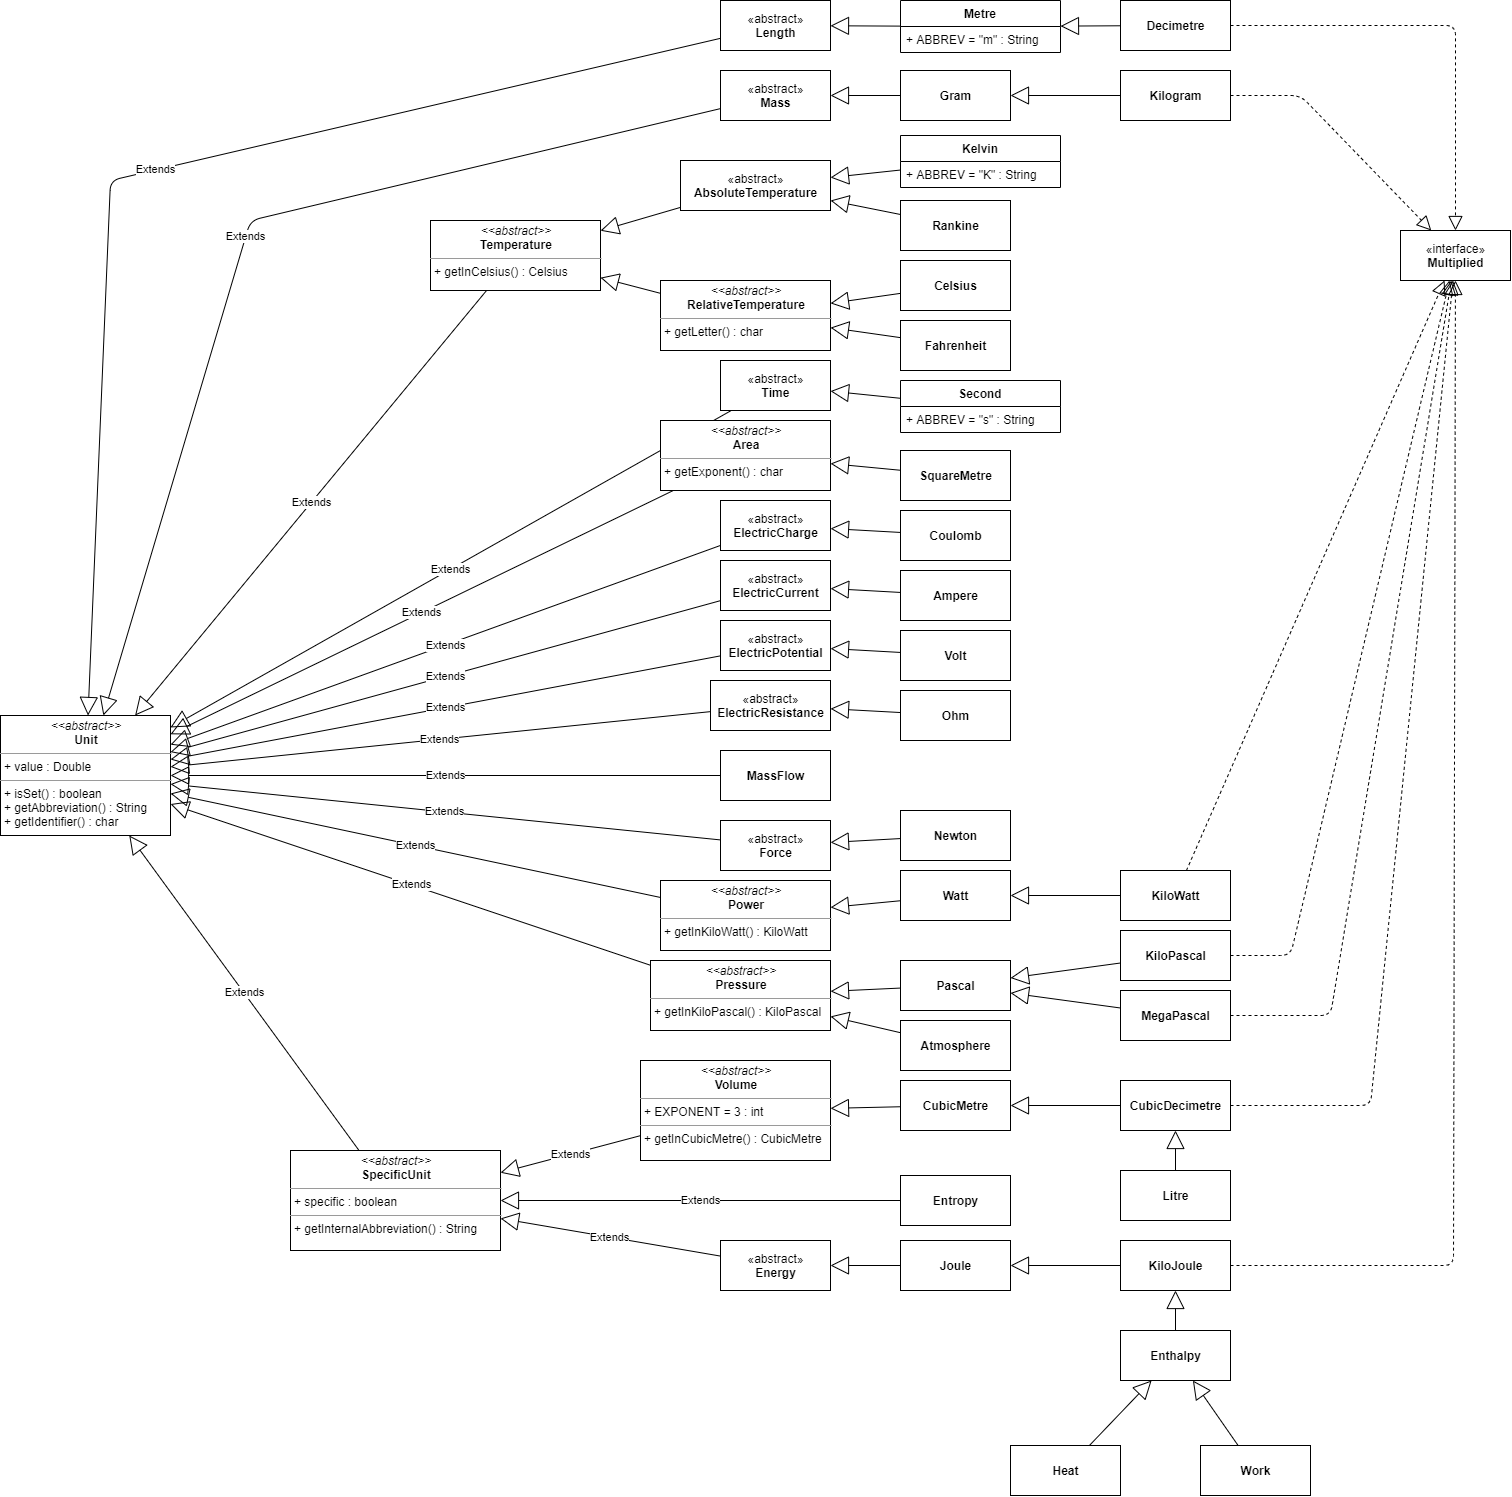 «abstract»
Length
Metre
+ ABBREV = "m" : String
Decimetre
«abstract»
Mass
Gram
Kilogram
Extends
Extends
Kelvin
+ ABBREV = "K" : String
«abstract»
AbsoluteTemperature
Rankine
<<abstract>>
Temperature
+ getInCelsius() : Celsius
«interface»
Multiplied
Celsius
<<abstract>>
RelativeTemperature
+ getLetter() : char
Fahrenheit
«abstract»
Time
Second
+ ABBREV = "s" : String
<<abstract>>
Area
+ getExponent() : char
SquareMetre
Extends
«abstract»
ElectricCharge
Coulomb
Extends
«abstract»
ElectricCurrent
Ampere
Extends
Extends
«abstract»
ElectricPotential
Volt
Extends
«abstract»
ElectricResistance
Ohm
Extends
Extends
<<abstract>>
Unit
+ value : Double
+ isSet() : boolean
+ getAbbreviation() : String
+ getIdentifier() : char
Extends
MassFlow
Extends
«abstract»
Force
Newton
Extends
<<abstract>>
Power
+ getInKiloWatt() : KiloWatt
Watt
KiloWatt
Extends
<<abstract>>
Pressure
+ getInKiloPascal() : KiloPascal
Pascal
KiloPascal
MegaPascal
Atmosphere
Extends
<<abstract>>
Volume
+ EXPONENT = 3 : int
+ getInCubicMetre() : CubicMetre
CubicMetre
CubicDecimetre
Extends
<<abstract>>
SpecificUnit
+ specific : boolean
+ getInternalAbbreviation() : String
Extends
Entropy
Litre
Extends
«abstract»
Energy
Joule
KiloJoule
Enthalpy
Heat
Work